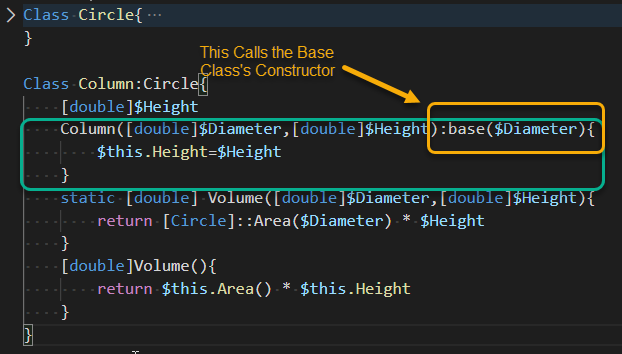 Class Circle{ ...
}
This Calls the Base
Class's Constructor
Class Column:Circle{
[double]$Height
Column([double]$Diameter,[double]$Height):base($Diameter){
$this.Height=$Height
}
static [double] Volume([double]$Diameter,[double]$Height){
return [Circle]::Area($Diameter) * $Height
}
[double]Volume(){
return $this.Area() * $this.Height
}
}